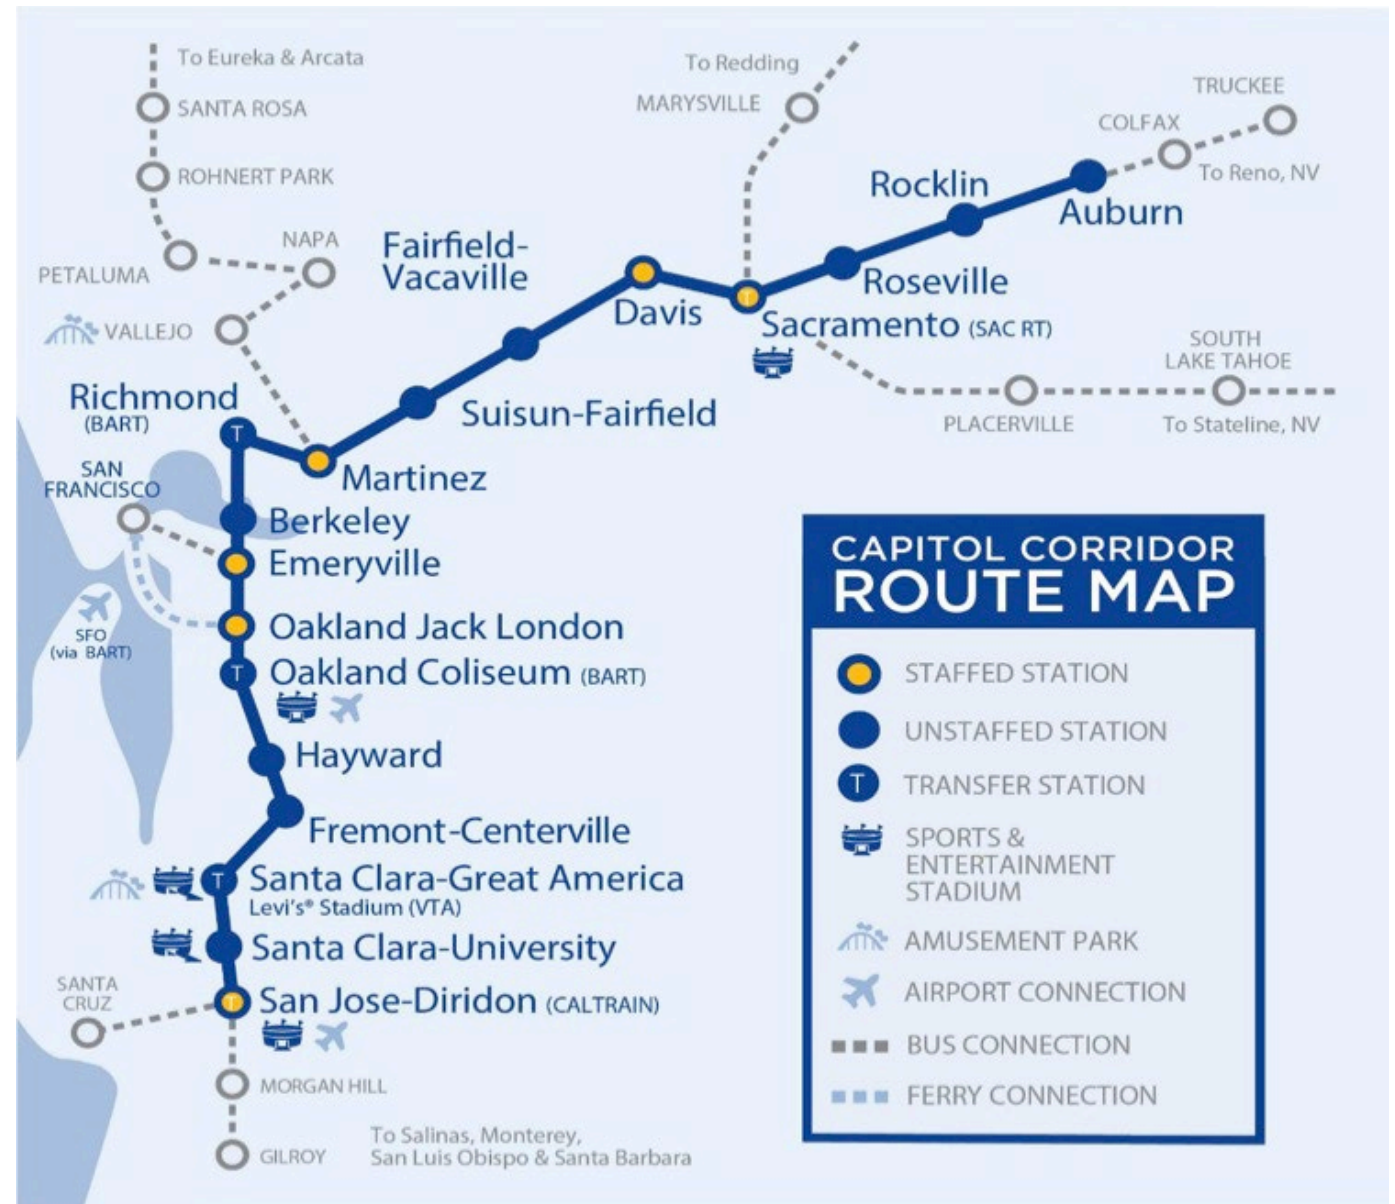 To Eureka & Arcata
SANTA ROSA
ROHNERT PARK
PETALUMA
NAPA
VALLEJO
To Redding
MARYSVILLE
TRUCKEE
COLFAX
To Reno, NV
Rocklin
Auburn
Roseville
Sacramento (SAC RT)
T
Davis
Fairfield-
Vacaville
Suisun-Fairfield
SOUTH
LAKE TAHOE
PLACERVILLE
To Stateline, NV
Richmond
(BART)
T
Martinez
SAN
FRANCISCO
Berkeley
Emeryville
SFO
(via BART)
Oakland Jack London
T
Oakland Coliseum (BART)
Hayward
Fremont-Centerville
T
Santa Clara-Great America
Levi's® Stadium (VTA)
Santa Clara-University
SANTA
CRUZ
T
San Jose-Diridon (CALTRAIN)
MORGAN HILL
GILROY
To Salinas, Monterey,
San Luis Obispo & Santa Barbara
CAPITOL CORRIDOR
ROUTE MAP
STAFFED STATION
UNSTAFFED STATION
T
TRANSFER STATION
SPORTS &
ENTERTAINMENT
STADIUM
AMUSEMENT PARK
AIRPORT CONNECTION
BUS CONNECTION
FERRY CONNECTION